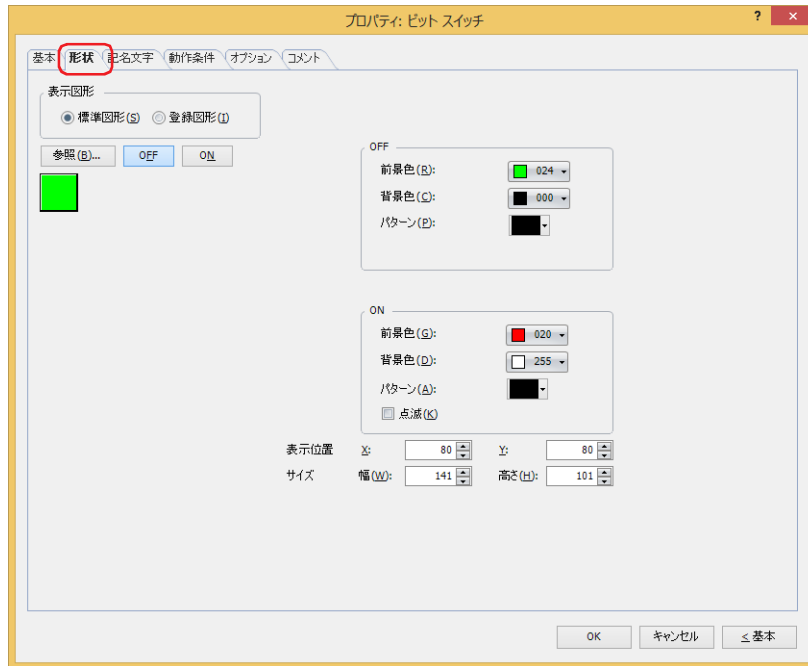 プロパティ: ビット スイッチ ? ×
基本 形状 記名文字 動作条件 オプション コメント
表示図形
標準図形(S) 登録図形(I)
参照(B)... OFF ON
OFF
前景色(R): 024
背景色(C): 000
パターン(P):
ON
前景色(G): 020
背景色(D): 255
パターン(A):
点滅(K)
表示位置 X: 80 Y: 80
サイズ 幅(W): 141 高さ(H): 101
OK キャンセル < 基本